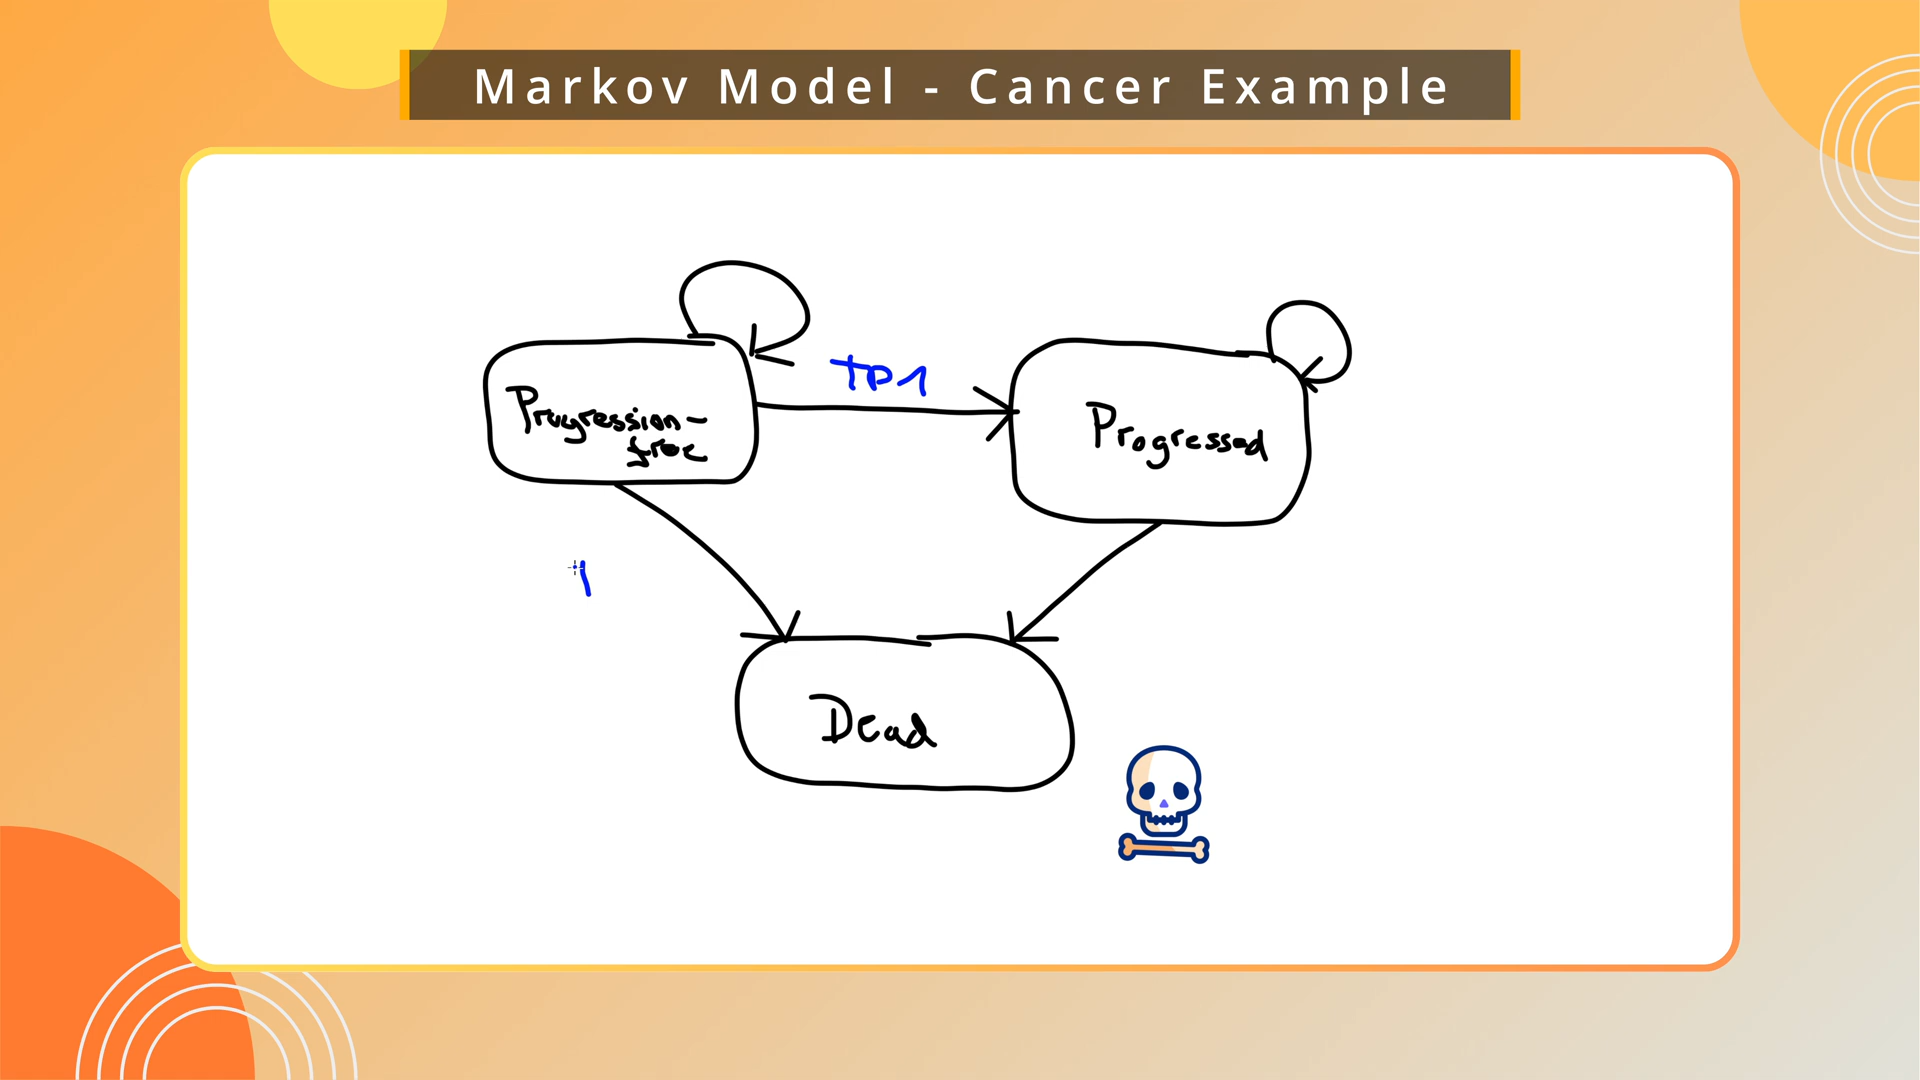 Markov Model - Cancer Example
TP1
Progression-
free
Progressed
Dead